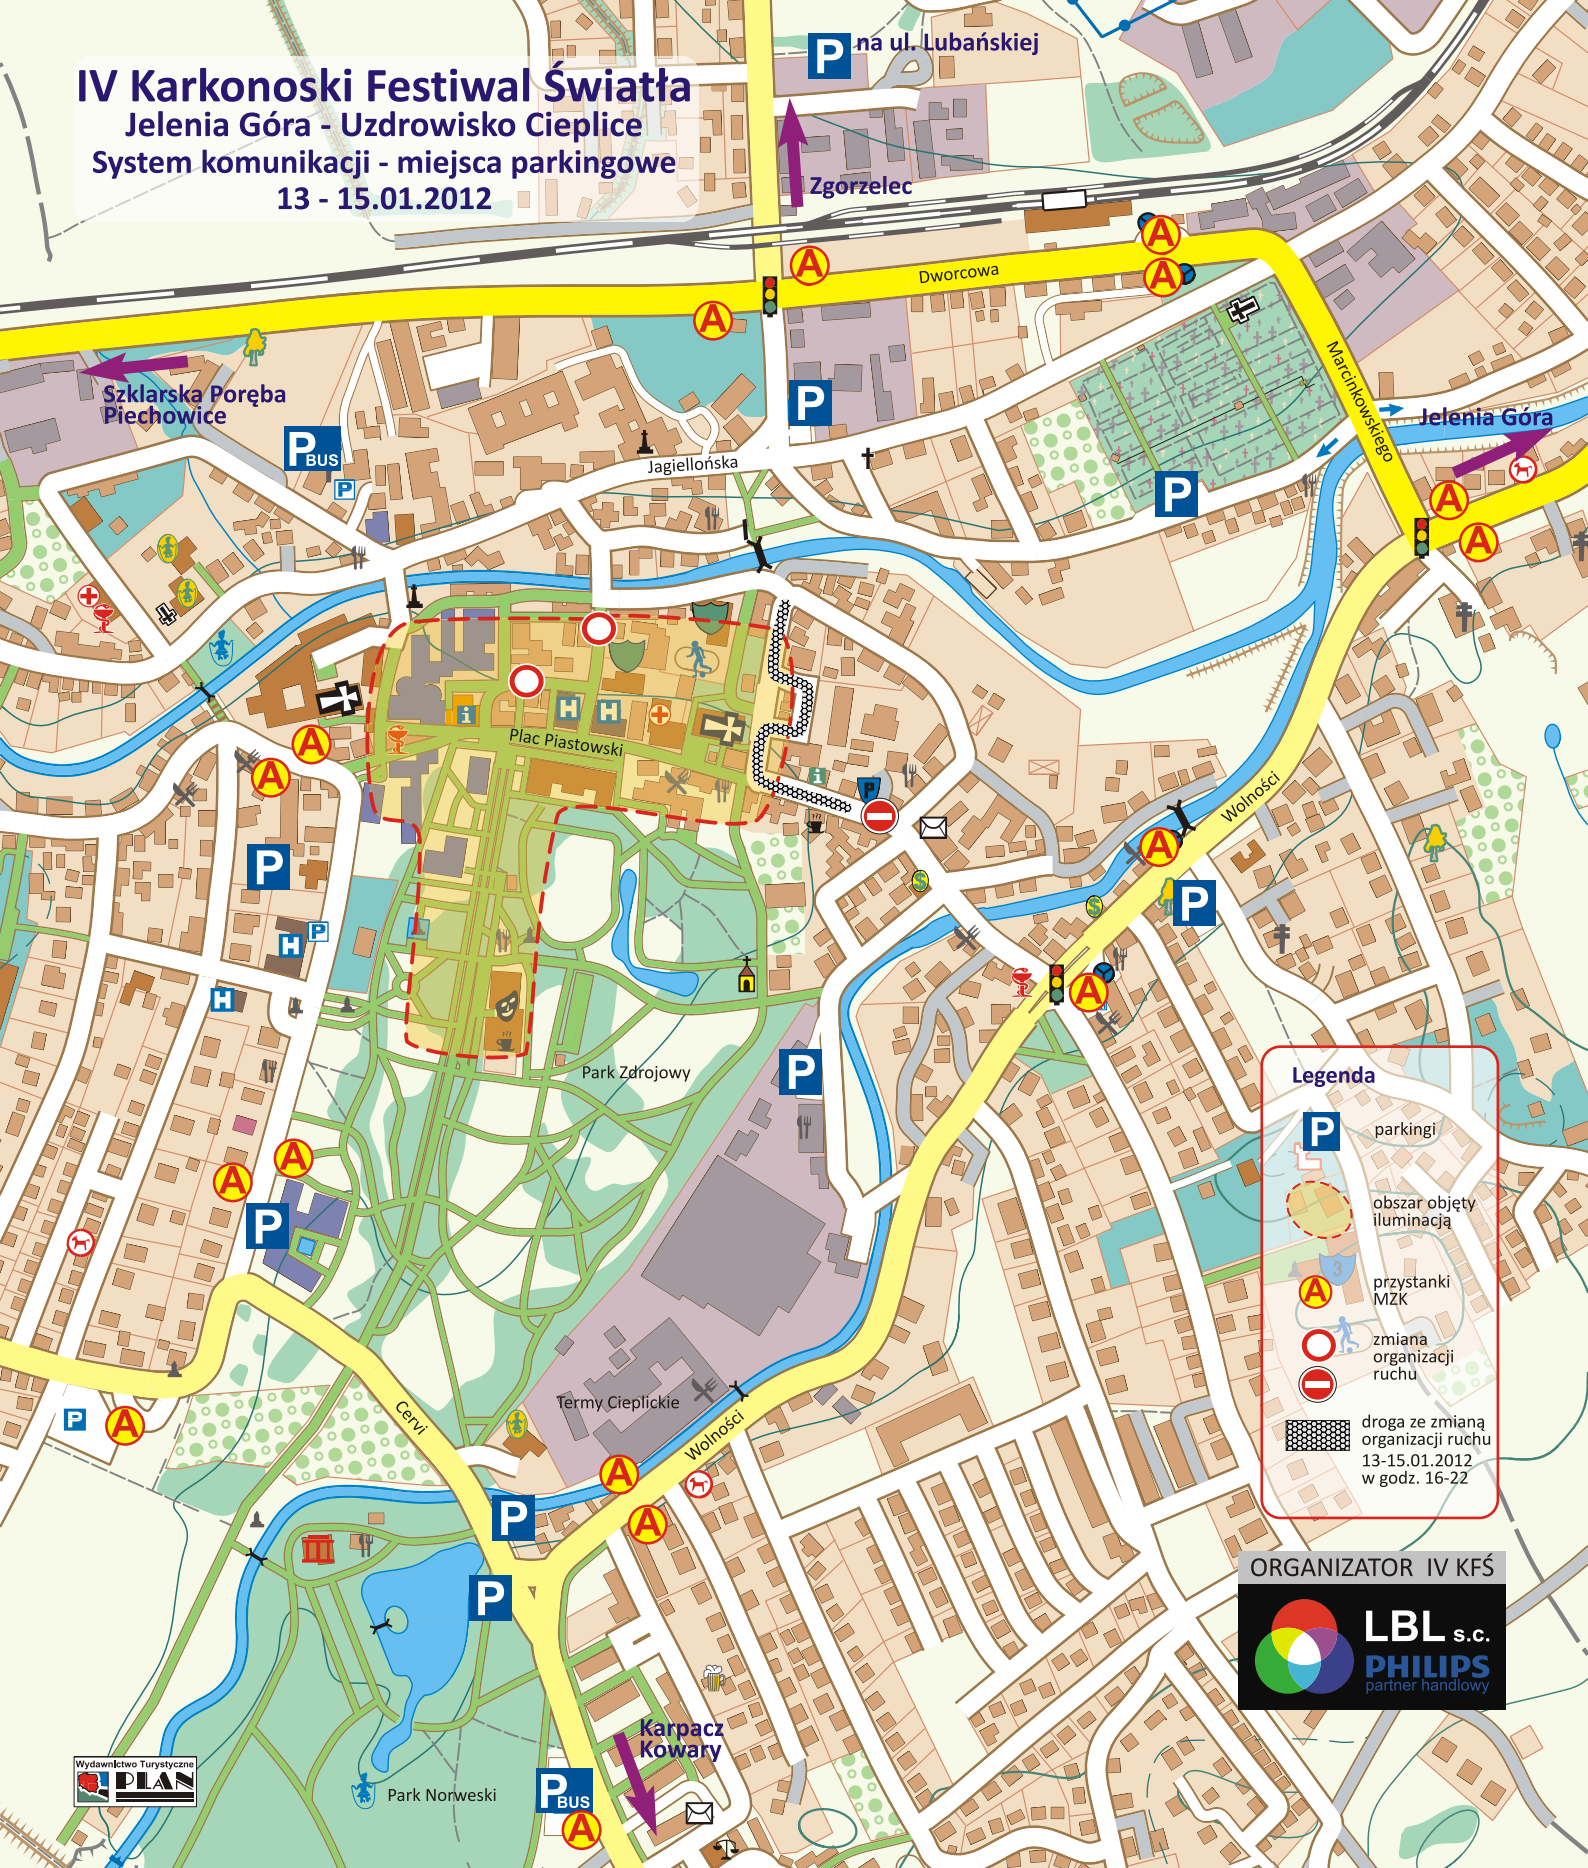 IV Karkonoski Festiwal Światła
Jelenia Góra - Uzdrowisko Cieplice
System komunikacji - miejsca parkingowe
13 - 15.01.2012
P na ul. Lubańskiej
Zgorzelec
A
A
A
Dworcowa
A
Szklarska Poręba
Piechowice
P
Marcinkowskiego
Jelenia Góra
P BUS
P
Jagiellońska
P
A
A
i
H
H
Plac Piastowski
A
A
i
P
Wolności
A
P
$
$
P
P
H
H
A
Park Zdrojowy
P
A
A
P
Legenda
P parkingi
obszar objęty
iluminacją
3
A przystanki
MZK
zmiana
organizacji
ruchu
droga ze zmianą
organizacji ruchu
13-15.01.2012
w godz. 16-22
Termy Cieplickie
Cervi
Wolności
P
A
A
A
P
P
ORGANIZATOR IV KFŚ
LBL s.c.
PHILIPS
partner handlowy
Karpacz
Kowary
Wydawnictwo Turystyczne
PLAN
Park Norweski
P BUS
A